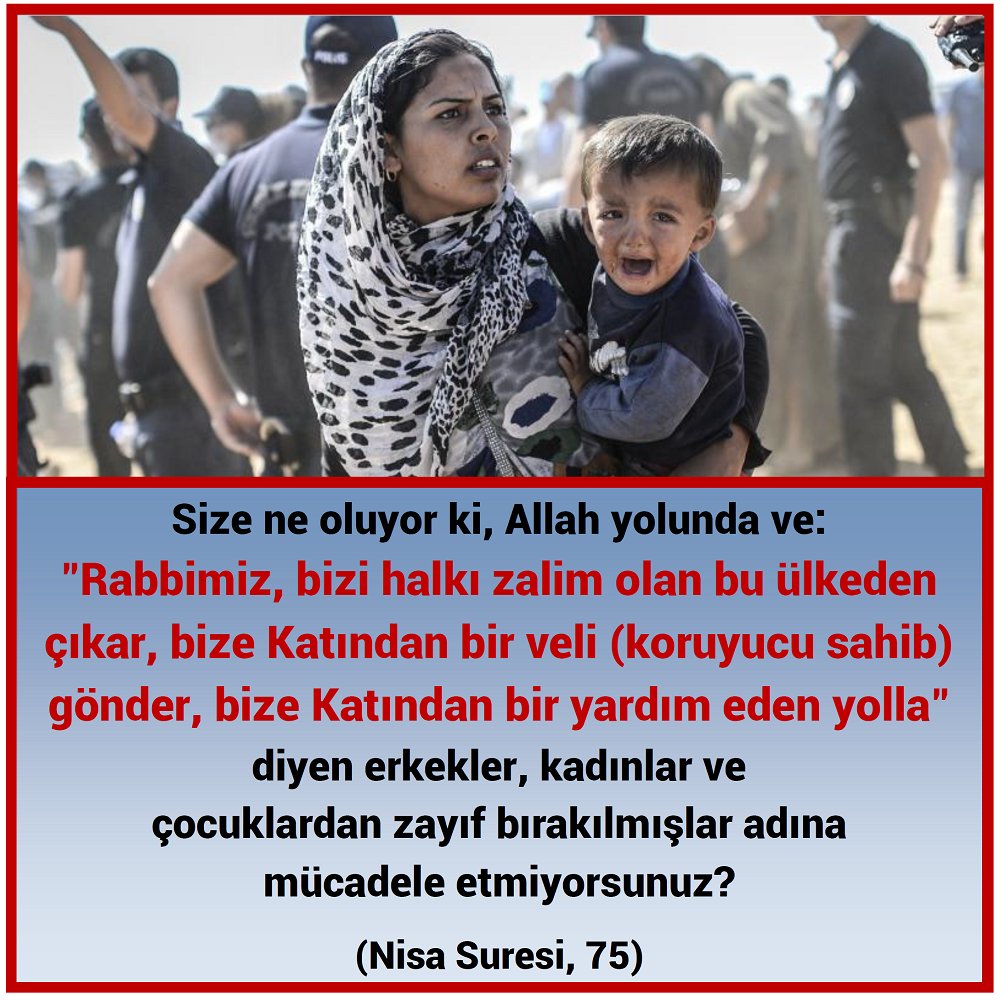 POLIS
Size ne oluyor ki, Allah yolunda ve:
"Rabbimiz, bizi halkı zalim olan bu ülkeden
çıkar, bize Katından bir veli (koruyucu sahib)
gönder, bize Katından bir yardım eden yolla"
diyen erkekler, kadınlar ve
çocuklardan zayıf bırakılmışlar adına
mücadele etmiyorsunuz?
(Nisa Suresi, 75)